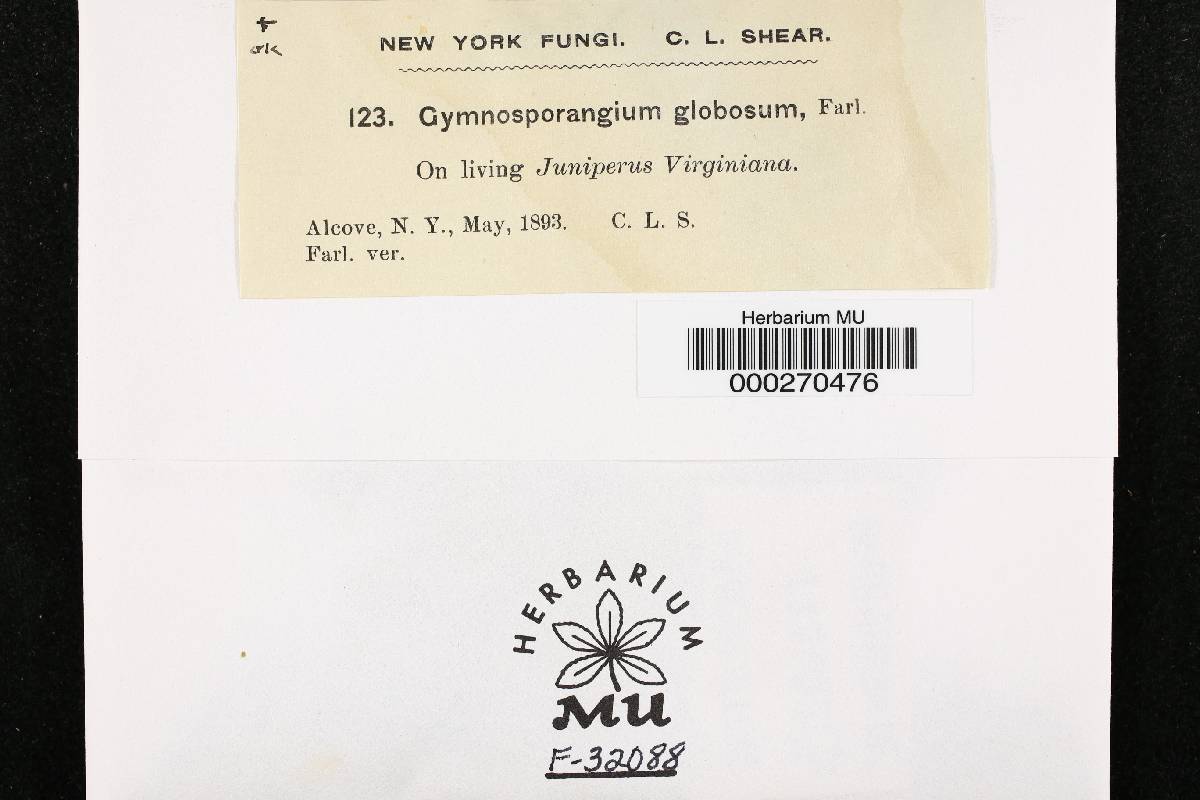 NEW YORK FUNGI. C. L. SHEAR.
123. Gymnosporangium globosum, Farl.
On living Juniperus Virginiana.
Alcove, N. Y., May, 1893. C. L. S.
Farl. ver.
Herbarium MU
000270476
HERBARIUM
MU
F-32088